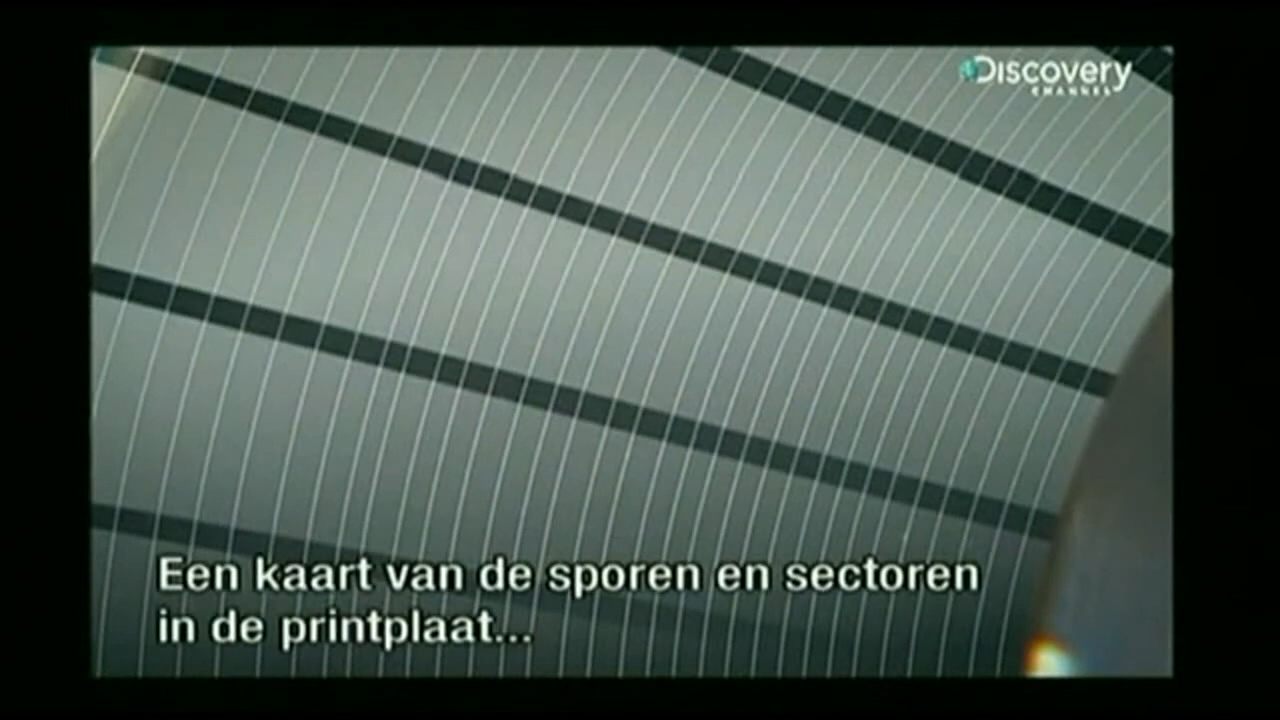 Discovery
CHANNEL
Een kaart van de sporen en sectoren
in de printplaat...